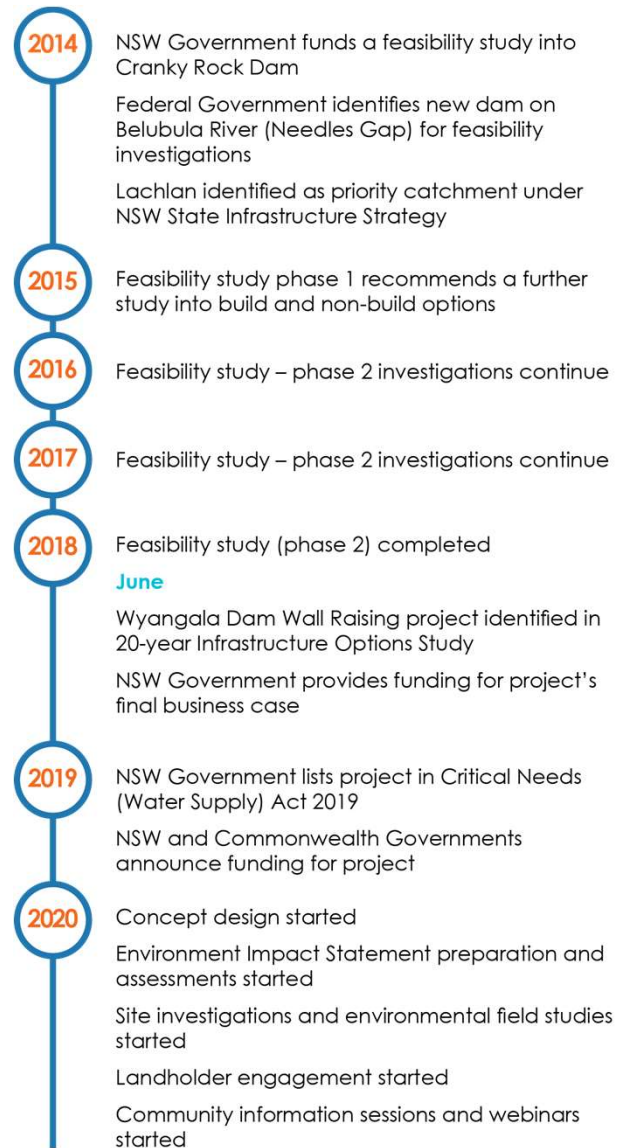 2014
NSW Government funds a feasibility study into
Cranky Rock Dam
Federal Government identifies new dam on
Belubula River (Needles Gap) for feasibility
investigations
Lachlan identified as priority catchment under
NSW State Infrastructure Strategy
2015
Feasibility study phase 1 recommends a further
study into build and non-build options
2016
Feasibility study – phase 2 investigations continue
2017
Feasibility study – phase 2 investigations continue
2018
Feasibility study (phase 2) completed
June
Wyangala Dam Wall Raising project identified in
20-year Infrastructure Options Study
NSW Government provides funding for project’s
final business case
2019
NSW Government lists project in Critical Needs
(Water Supply) Act 2019
NSW and Commonwealth Governments
announce funding for project
2020
Concept design started
Environment Impact Statement preparation and
assessments started
Site investigations and environmental field studies
started
Landholder engagement started
Community information sessions and webinars
started